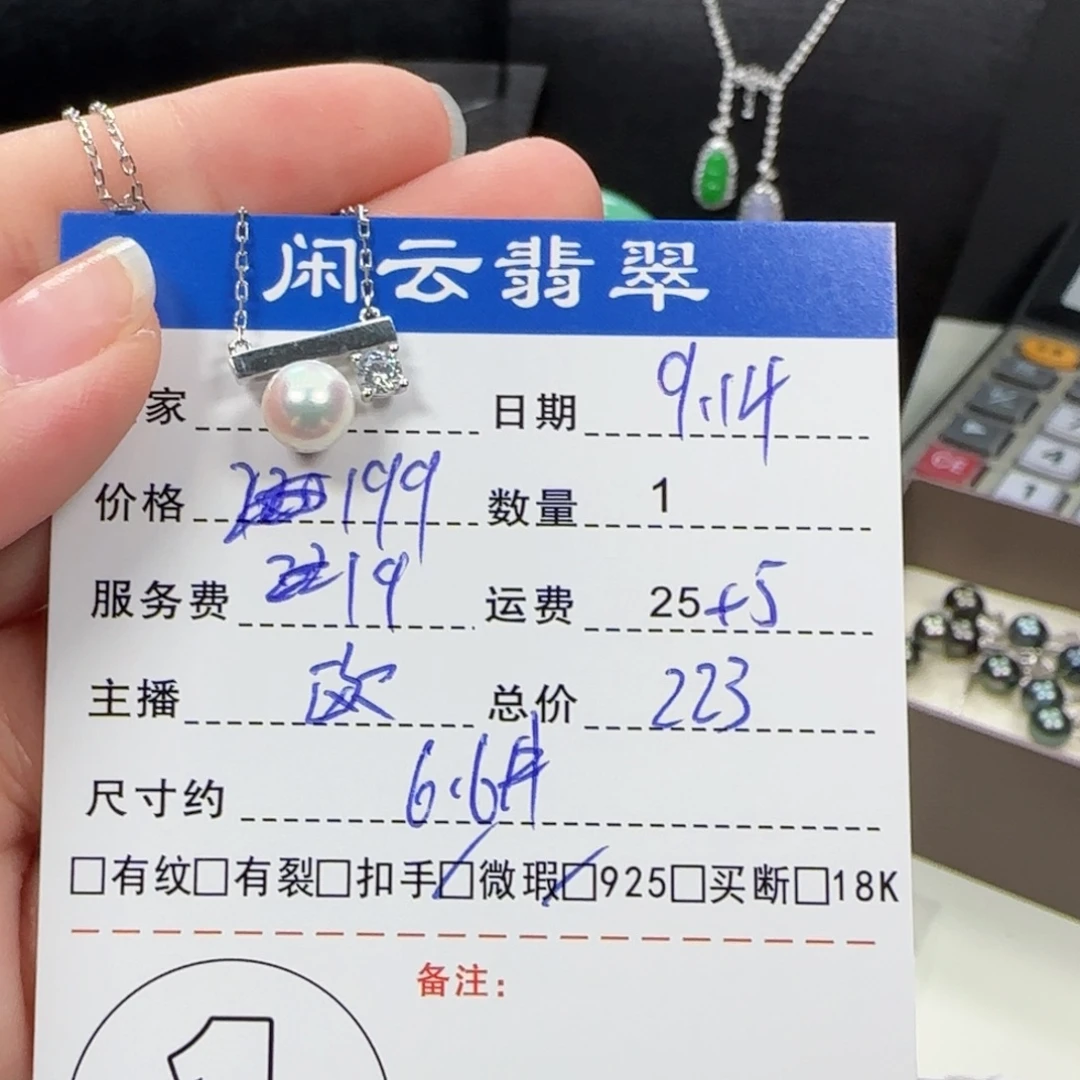 闲云翡翠
家 日期 9.14
价格 199 数量 1
服务费 19 运费 25+5
主播 总价 223
尺寸约 6.6
□有纹□有裂□扣手□微瑕□925□买断□18K
备注:
1